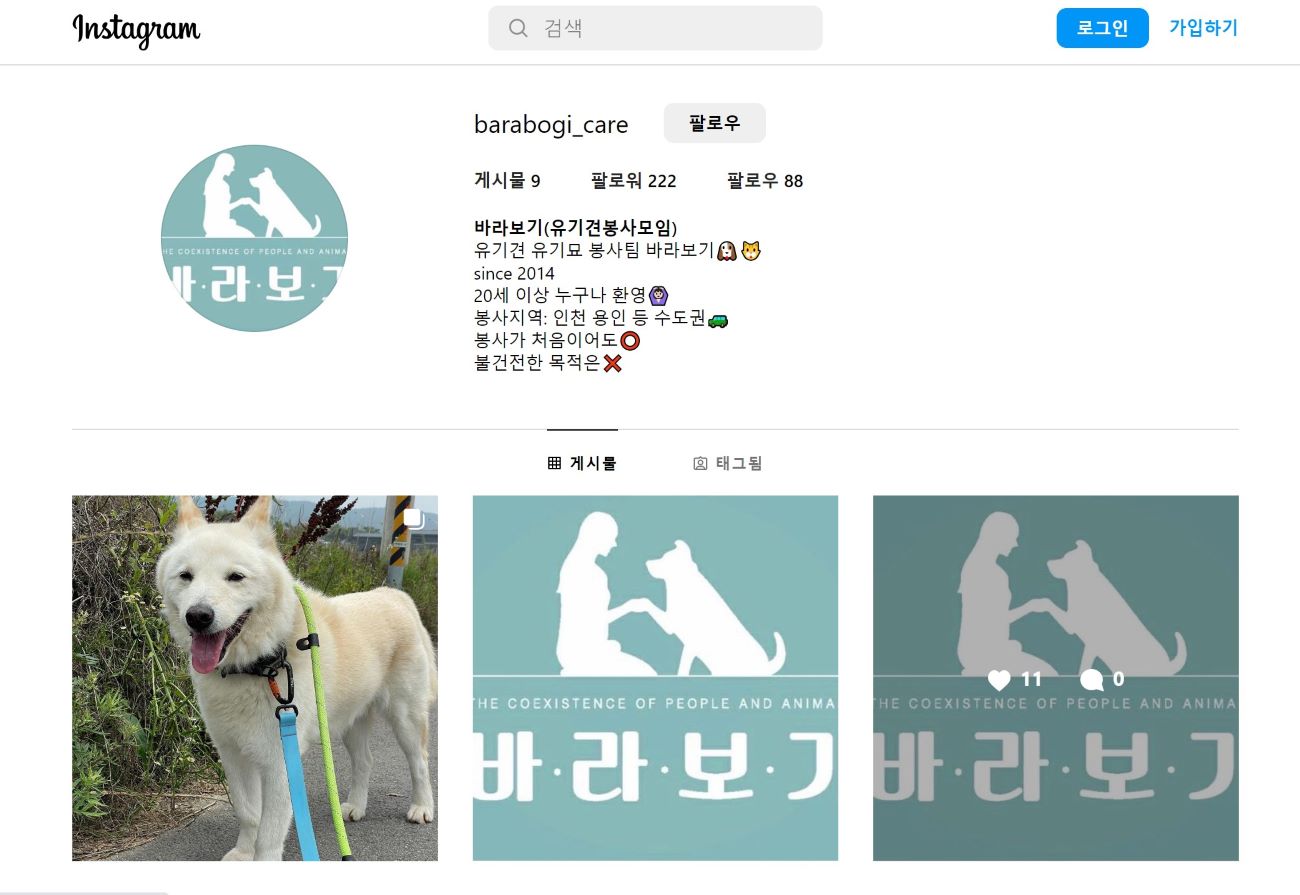 Instagram
검색
로그인
가입하기
barabogi_care
팔로우
게시물 9
팔로워 222
팔로우 88
바라보기(유기견봉사모임)
유기견 유기묘 봉사팀 바라보기🐶🐱
since 2014
20세 이상 누구나 환영🙆🏻‍♀️
봉사지역: 인천 용인 등 수도권🚙
봉사가 처음이어도⭕
불건전한 목적은❌
HE COEXISTENCE OF PEOPLE AND ANIMA
바·라·보·기
게시물
태그됨
THE COEXISTENCE OF PEOPLE AND ANIMA
바·라·보·기
11
0
THE COEXISTENCE OF PEOPLE AND ANIMA
바·라·보·기